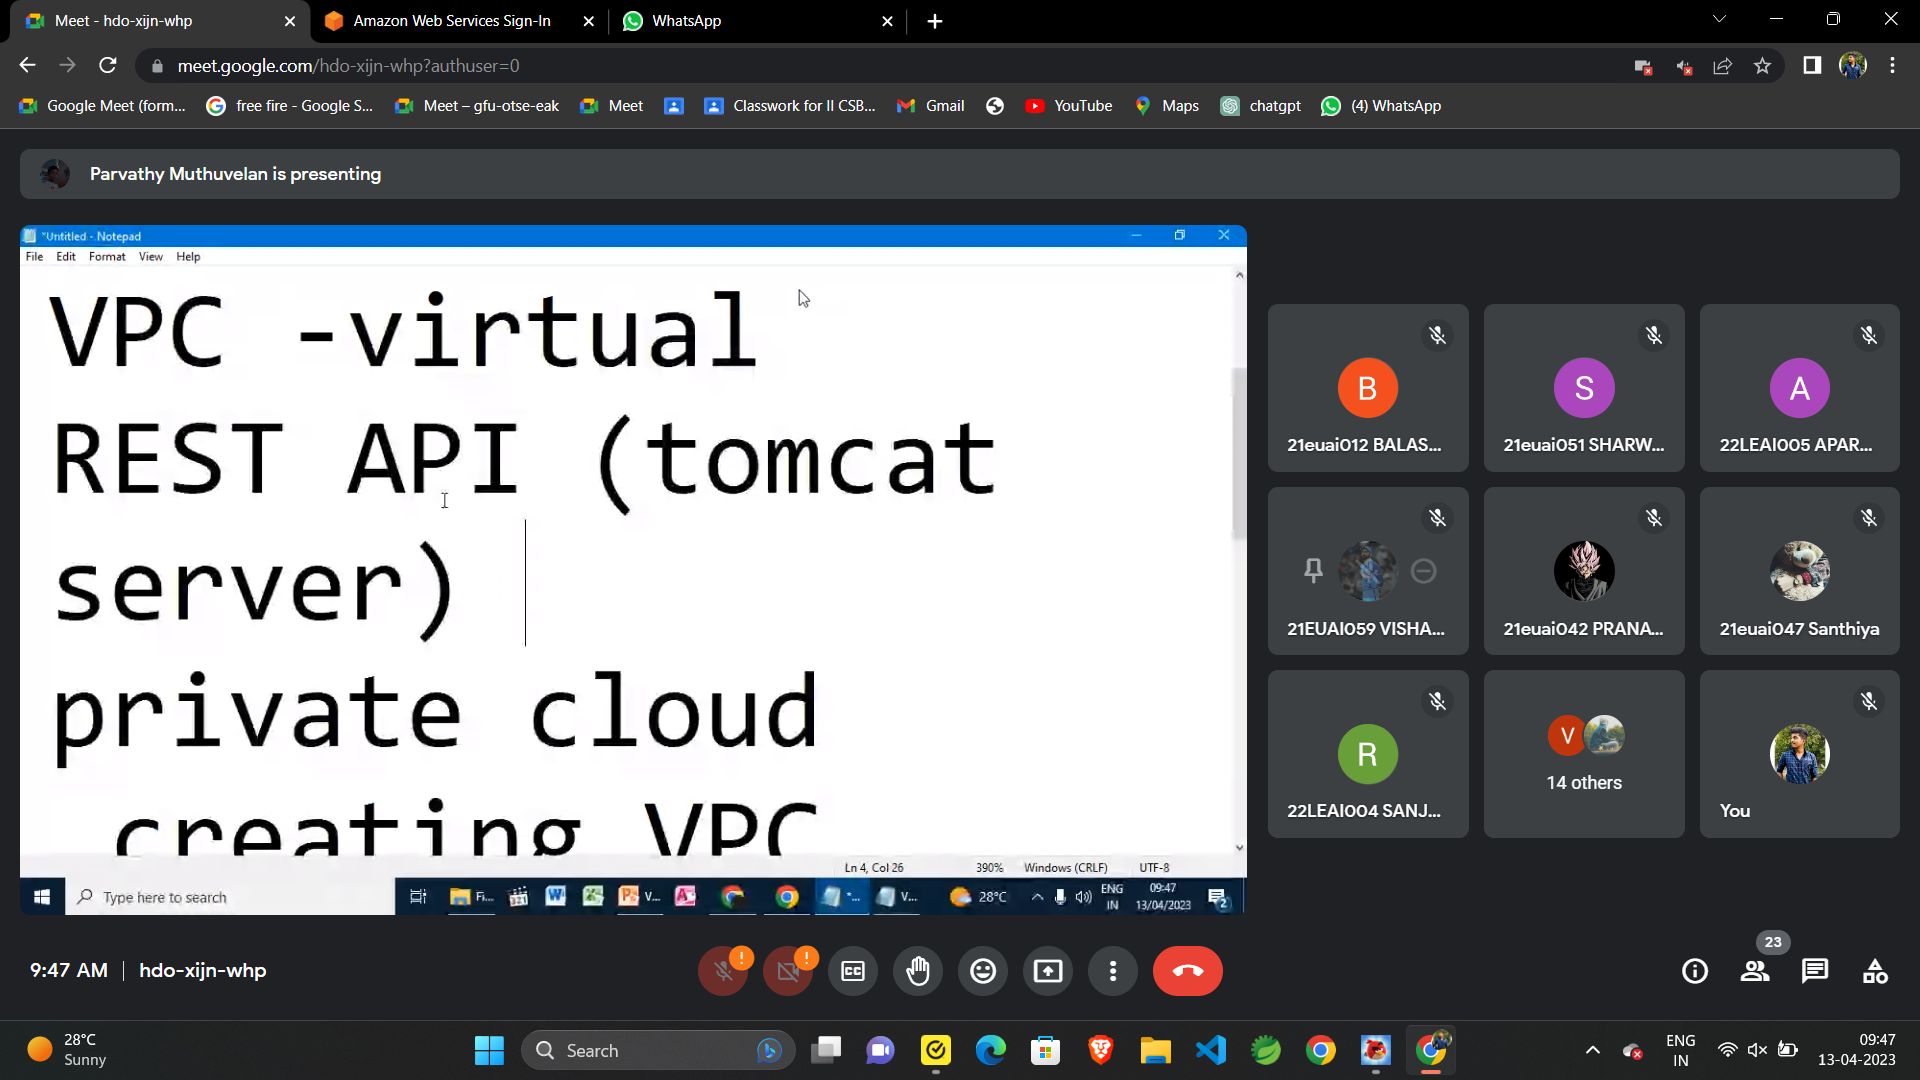 Meet - hdo-xijn-whp
Amazon Web Services Sign-In
WhatsApp
meet.google.com/hdo-xijn-whp?authuser=0
Google Meet (form...
free fire - Google S...
Meet – gfu-otse-eak
Meet
Classwork for II CSB...
Gmail
YouTube
Maps
chatgpt
(4) WhatsApp
Parvathy Muthuvelan is presenting
*Untitled - Notepad
File Edit Format View Help
VPC -virtual
REST API (tomcat
server)
private cloud
creating VPC
Ln 4, Col 26
390%
Windows (CRLF)
UTF-8
Type here to search
Fi...
V...
*...
V...
28°C
ENG
IN
09:47
13/04/2023
2
B
21euai012 BALAS...
S
21euai051 SHARW...
A
22LEAI005 APAR...
21EUAI059 VISHA...
21euai042 PRANA...
21euai047 Santhiya
R
22LEAI004 SANJ...
V
14 others
You
9:47 AM | hdo-xijn-whp
23
28°C
Sunny
Search
ENG
IN
09:47
13-04-2023